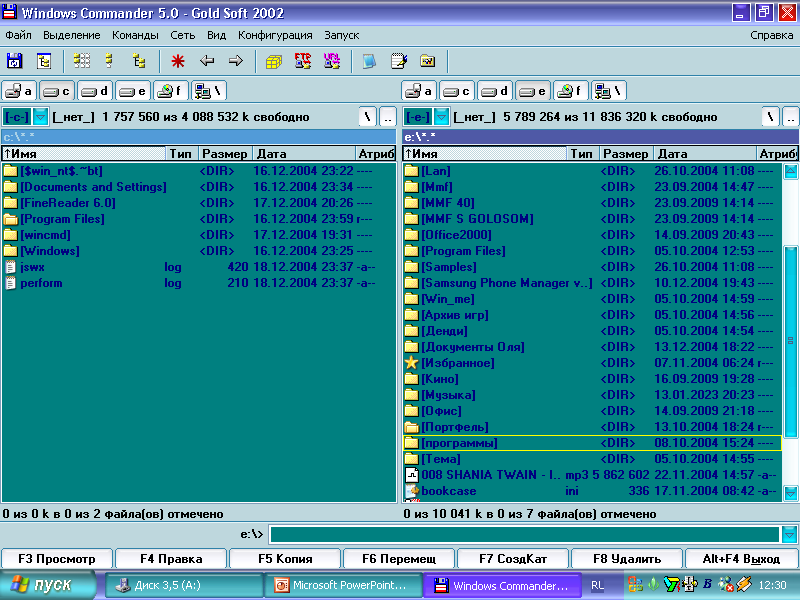 Windows Commander 5.0 - Gold Soft 2002
Файл Выделение Команды Сеть Вид Конфигурация Запуск Справка
FTP URL
a c d e f \ a c d e f \
[-c-] [_нет_] 1 757 560 из 4 088 532 k свободно \ .. [-e-] [_нет_] 5 789 264 из 11 836 320 k свободно \ ..
c:\*.* e:\*.*
↑Имя Тип Размер Дата Атриб ↑Имя Тип Размер Дата Атриб
[$win_nt$.~bt] <DIR> 16.12.2004 23:22 ---- [Lan] <DIR> 26.10.2004 11:08 ----
[Documents and Settings] <DIR> 16.12.2004 23:34 ---- [Mmf] <DIR> 23.09.2004 14:47 ----
[FineReader 6.0] <DIR> 17.12.2004 20:26 ---- [MMF 40] <DIR> 23.09.2009 14:14 ----
[Program Files] <DIR> 16.12.2004 23:59 r--- [MMF S GOLOSOM] <DIR> 23.09.2009 14:14 ----
[wincmd] <DIR> 17.12.2004 19:31 ---- [Office2000] <DIR> 14.09.2009 20:43 ----
[Windows] <DIR> 16.12.2004 23:25 ---- [Program Files] <DIR> 05.10.2004 12:53 ----
jswx log 420 18.12.2004 23:37 -a-- [Samples] <DIR> 26.10.2004 11:08 ----
perform log 210 18.12.2004 23:37 -a-- [Samsung Phone Manager v..] <DIR> 10.12.2004 19:43 ----
[Win_me] <DIR> 05.10.2004 14:59 ----
[Архив игр] <DIR> 05.10.2004 14:56 ----
[Денди] <DIR> 05.10.2004 14:54 ----
[Документы Оля] <DIR> 13.12.2004 18:22 ----
[Избранное] <DIR> 07.11.2004 06:24 r---
[Кино] <DIR> 16.09.2009 19:28 ----
[Музыка] <DIR> 13.01.2023 20:23 ----
[Офис] <DIR> 14.09.2009 21:18 ----
[Портфель] <DIR> 13.10.2004 18:24 r---
[программы] <DIR> 08.10.2004 15:24 ----
[Тема] <DIR> 05.10.2004 14:55 ----
008 SHANIA TWAIN - I.. mp3 5 862 602 22.11.2004 14:57 -a--
bookcase ini 336 17.11.2004 08:42 -a--
0 из 0 k в 0 из 2 файла(ов) отмечено 0 из 10 041 k в 0 из 7 файла(ов) отмечено
e:\>
F3 Просмотр F4 Правка F5 Копия F6 Перемещ F7 СоздКат F8 Удалить Alt+F4 Выход
пуск Диск 3,5 (A:) Microsoft PowerPoint... Windows Commander... RL B 12:30